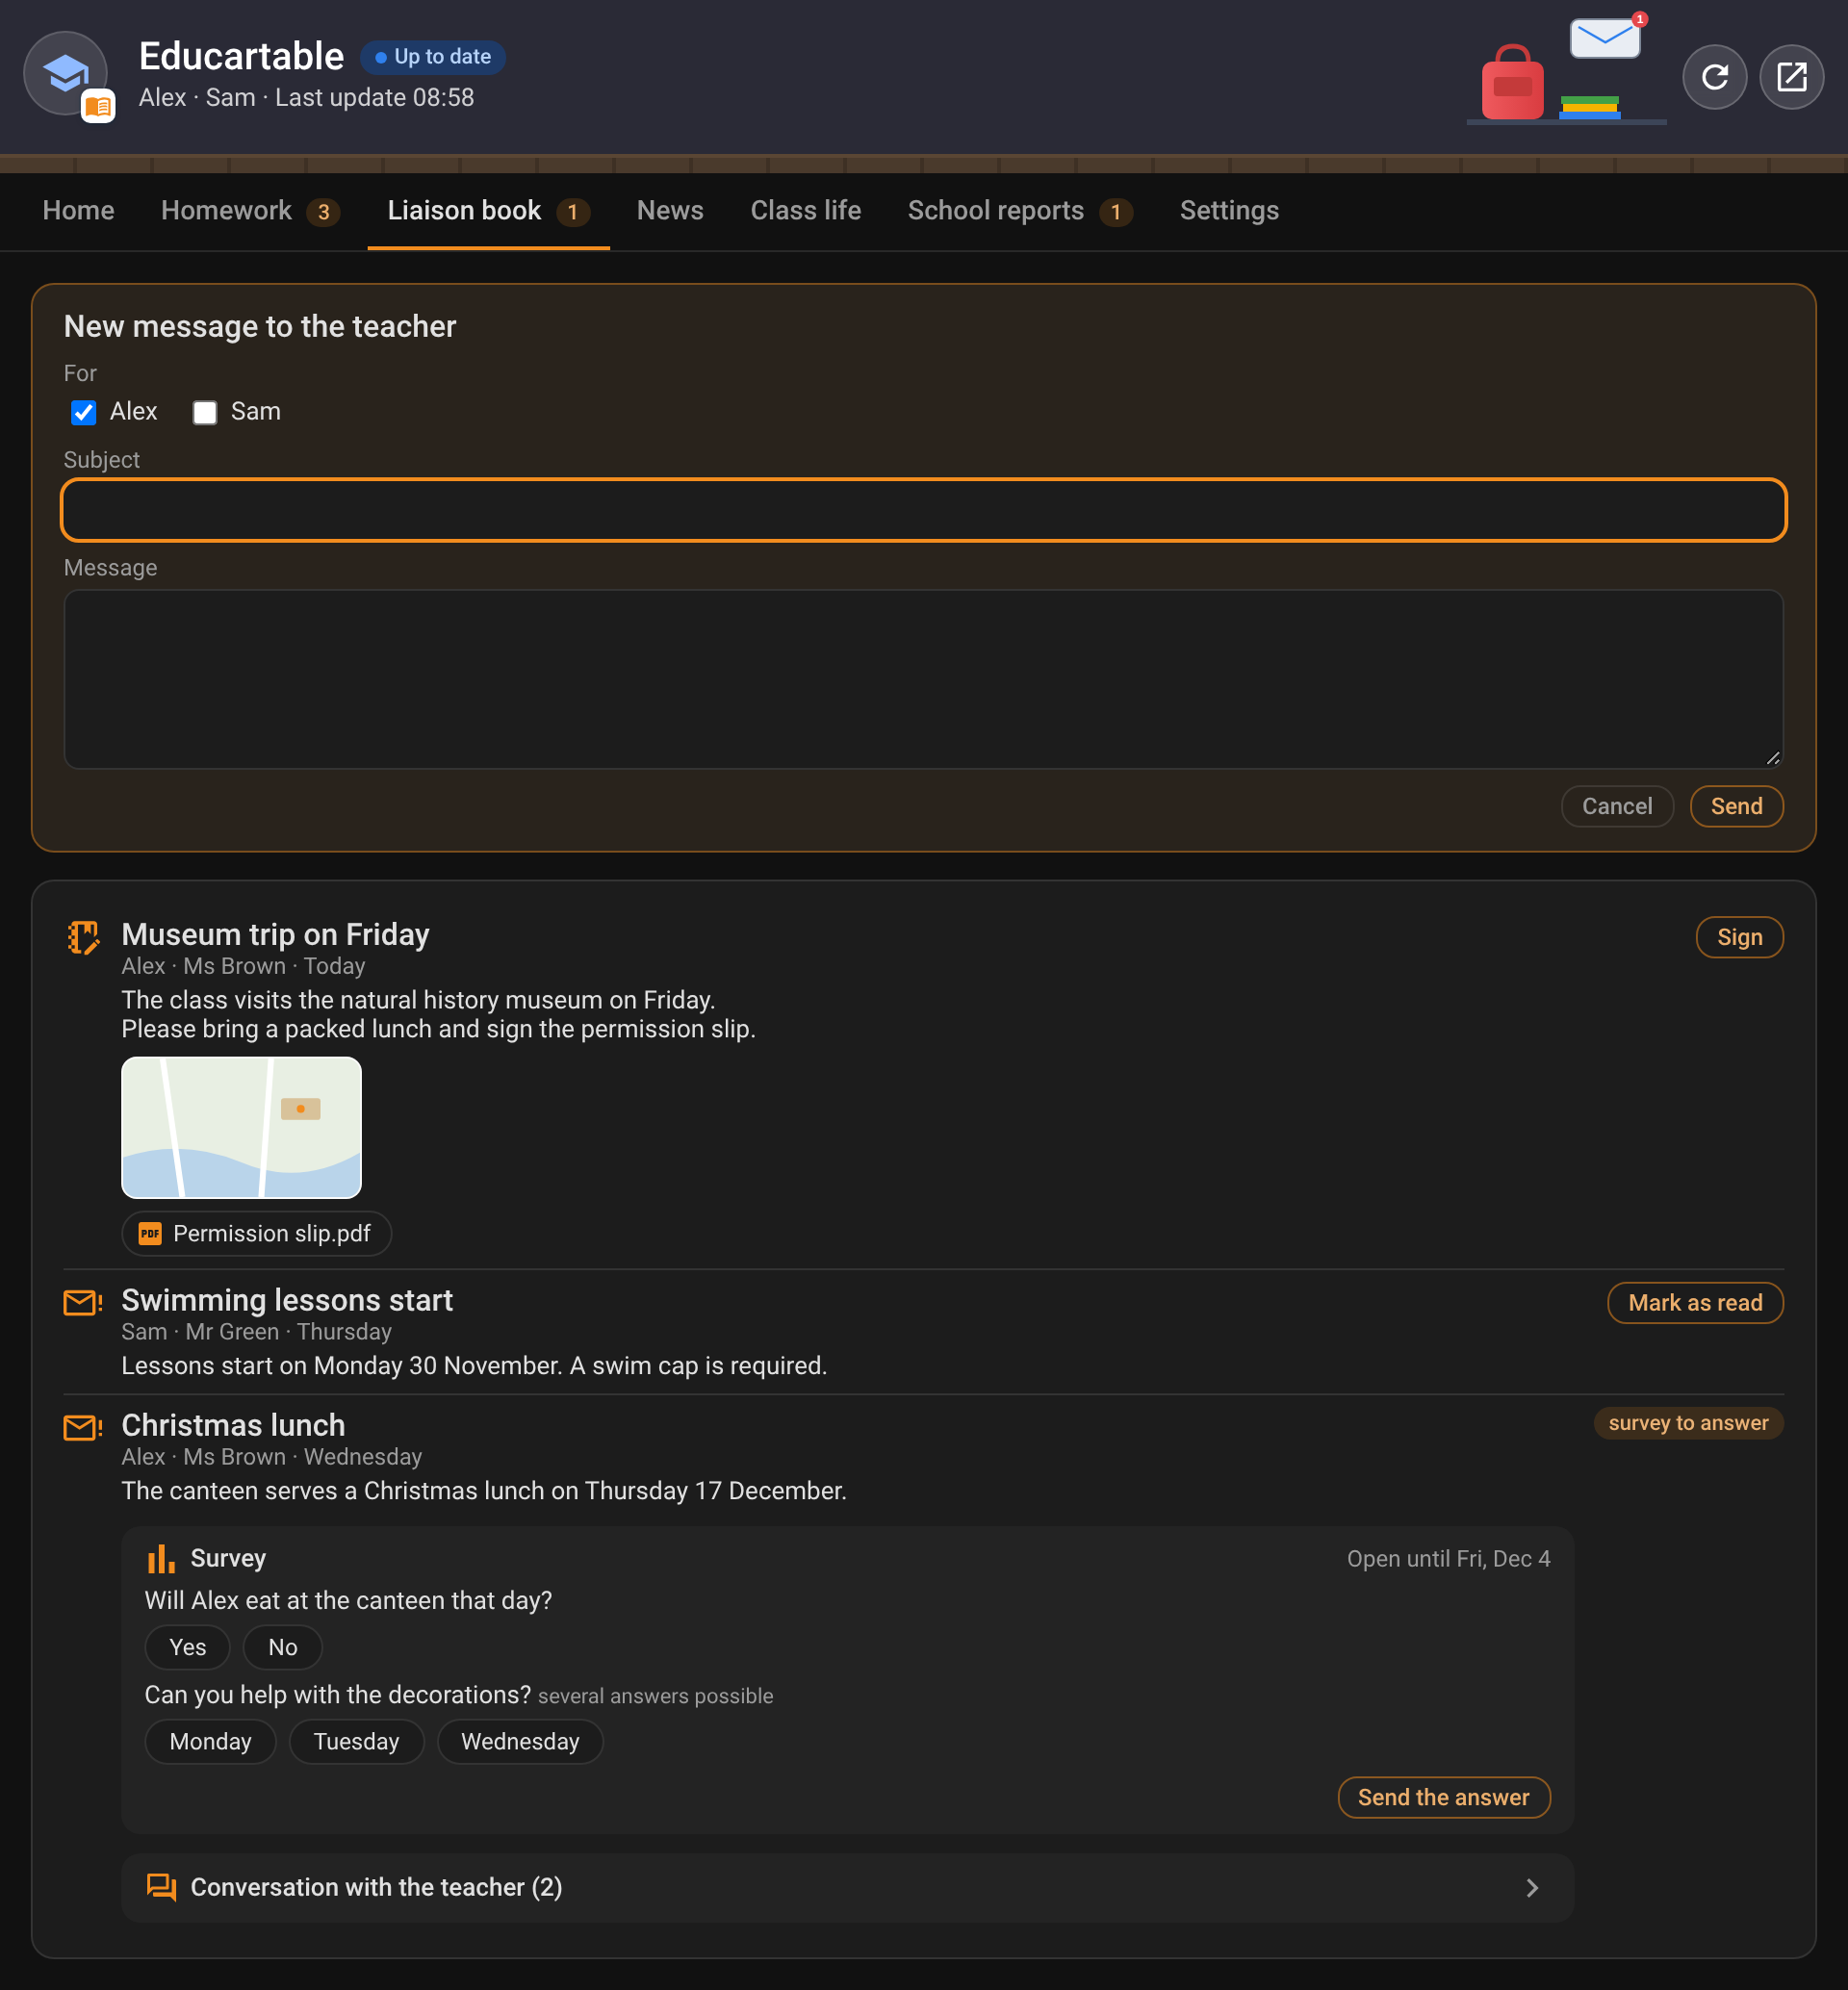 Educartable Up to date
Alex · Sam · Last update 08:58
1
Home Homework 3 Liaison book 1 News Class life School reports 1 Settings
New message to the teacher
For
Alex Sam
Subject
Message
Cancel Send
Museum trip on Friday Sign
Alex · Ms Brown · Today
The class visits the natural history museum on Friday.
Please bring a packed lunch and sign the permission slip.
PDF Permission slip.pdf
Swimming lessons start Mark as read
Sam · Mr Green · Thursday
Lessons start on Monday 30 November. A swim cap is required.
Christmas lunch survey to answer
Alex · Ms Brown · Wednesday
The canteen serves a Christmas lunch on Thursday 17 December.
Survey Open until Fri, Dec 4
Will Alex eat at the canteen that day?
Yes No
Can you help with the decorations? several answers possible
Monday Tuesday Wednesday
Send the answer
Conversation with the teacher (2)